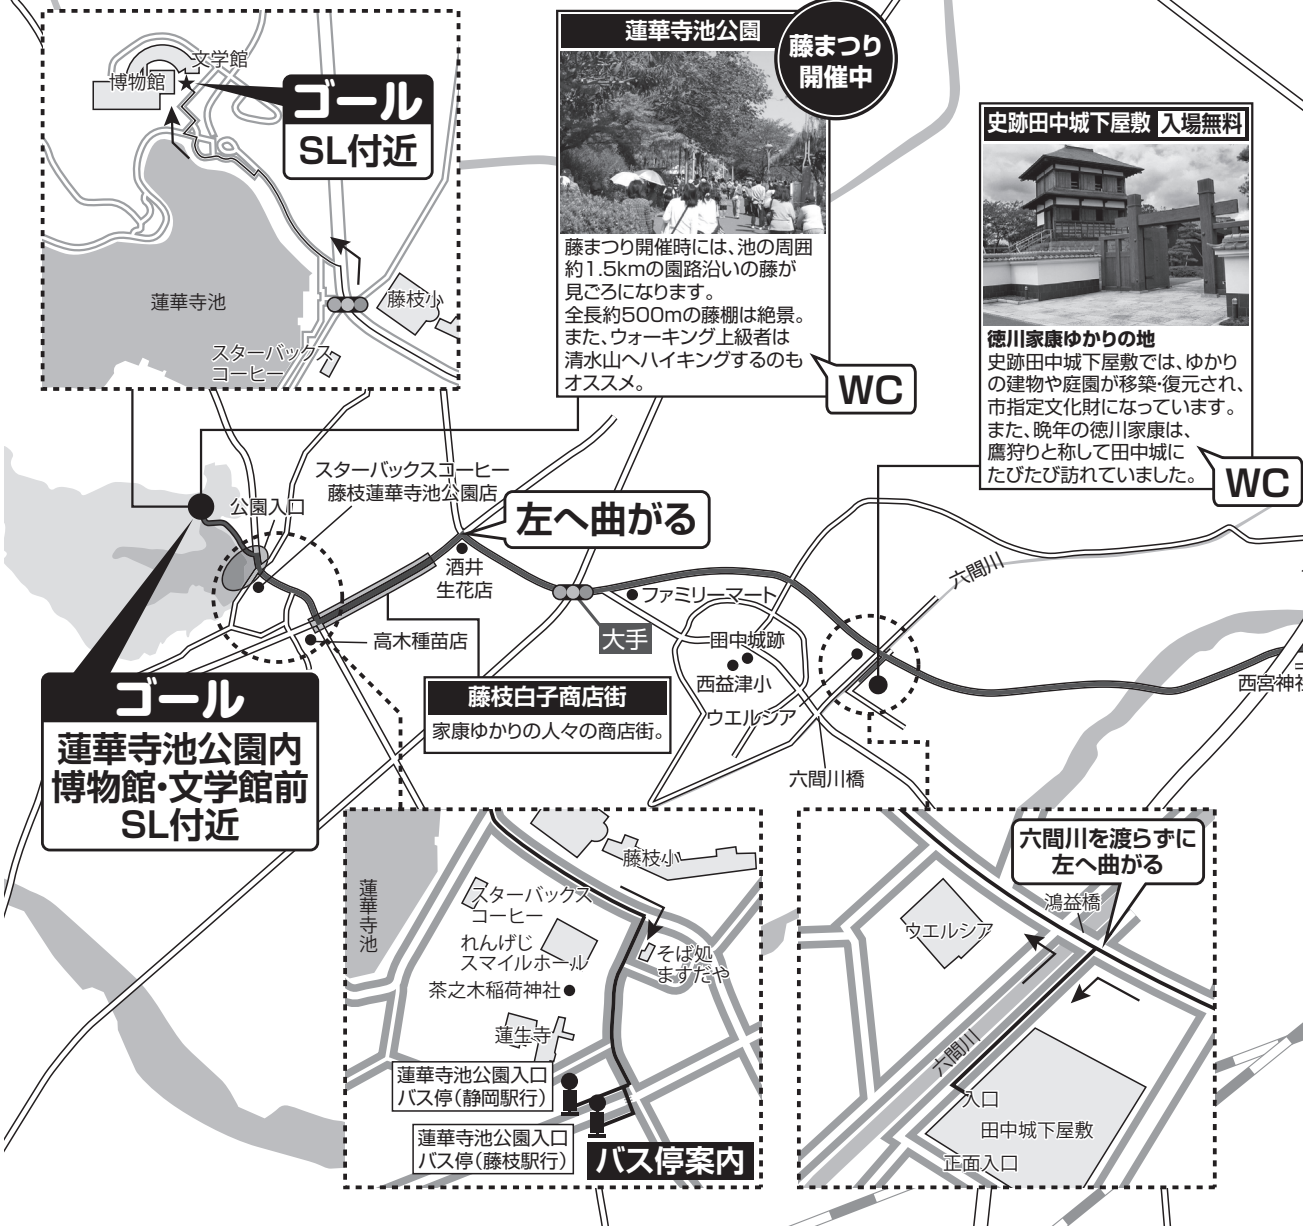 文学館
博物館
ゴール
SL付近
蓮華寺池
藤枝小
スターバックス
コーヒー
蓮華寺池公園
藤まつり
開催中
藤まつり開催時には、池の周囲
約1.5kmの園路沿いの藤が
見ごろになります。
全長約500mの藤棚は絶景。
また、ウォーキング上級者は
清水山へハイキングするのも
オススメ。
WC
史跡田中城下屋敷 入場無料
徳川家康ゆかりの地
史跡田中城下屋敷では、ゆかり
の建物や庭園が移築・復元され、
市指定文化財になっています。
また、晩年の徳川家康は、
鷹狩りと称して田中城に
たびたび訪れていました。
WC
スターバックスコーヒー
藤枝蓮華寺池公園店
公園入口
左へ曲がる
酒井
生花店
大手
ファミリーマート
六間川
田中城跡
西益津小
ウエルシア
六間川橋
西宮神社
高木種苗店
藤枝白子商店街
家康ゆかりの人々の商店街。
ゴール
蓮華寺池公園内
博物館・文学館前
SL付近
蓮華寺池
藤枝小
スターバックス
コーヒー
れんげじ
スマイルホール
そば処
ますだや
茶之木稲荷神社
蓮生寺
蓮華寺池公園入口
バス停(静岡駅行)
蓮華寺池公園入口
バス停(藤枝駅行)
バス停案内
六間川を渡らずに
左へ曲がる
鴻益橋
ウエルシア
六間川
入口
田中城下屋敷
正面入口